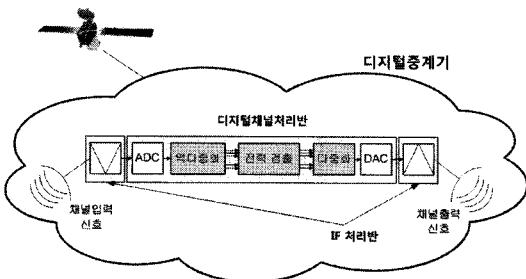 디지털중계기
디지털채널처리반
ADC
역다중화
전력 검출
다중화
DAC
채널입력
신호
채널출력
신호
IF 처리반